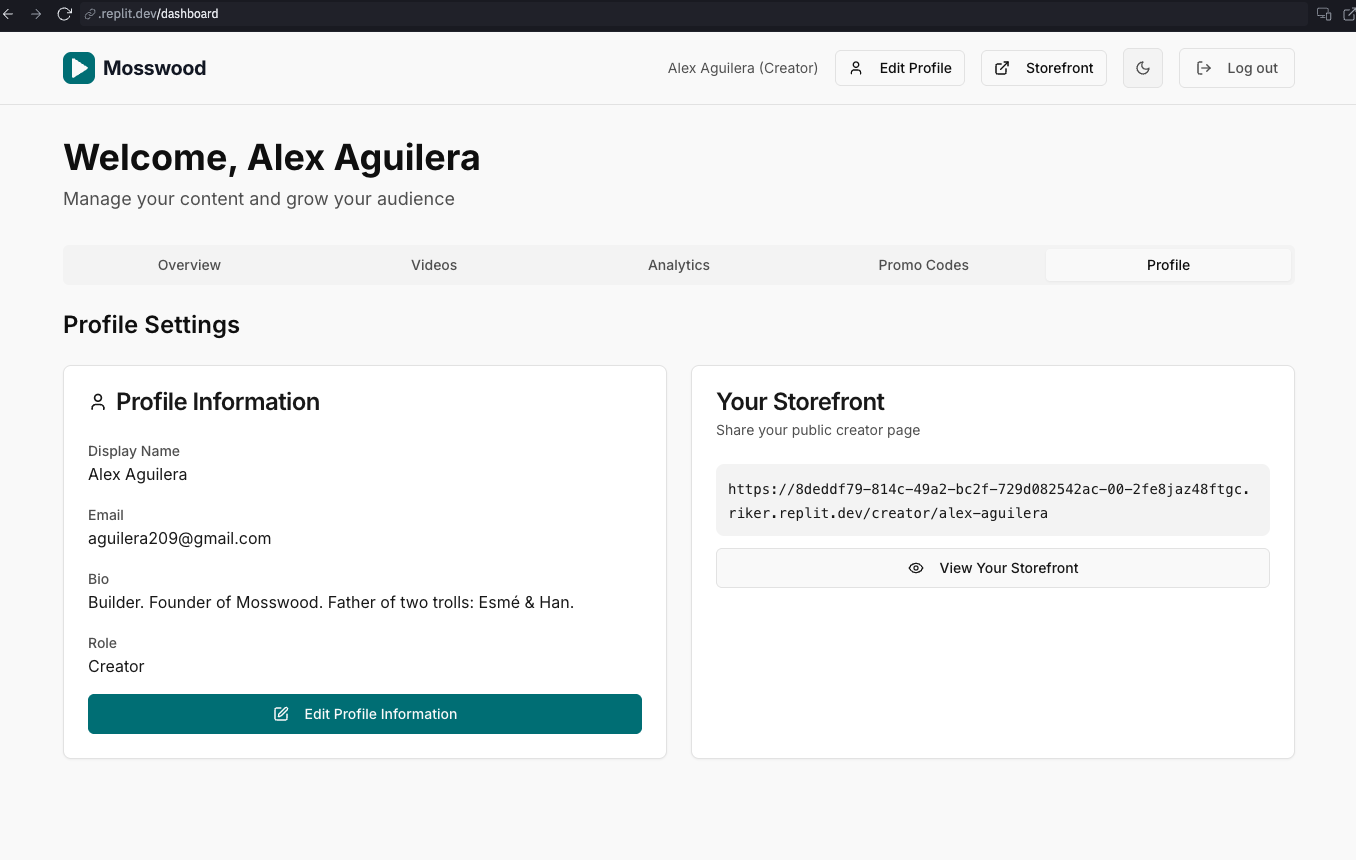 .replit.dev/dashboard
Mosswood
Alex Aguilera (Creator)
Edit Profile
Storefront
Log out
Welcome, Alex Aguilera
Manage your content and grow your audience
Overview
Videos
Analytics
Promo Codes
Profile
Profile Settings
Profile Information
Display Name
Alex Aguilera
Email
aguilera209@gmail.com
Bio
Builder. Founder of Mosswood. Father of two trolls: Esmé & Han.
Role
Creator
Edit Profile Information
Your Storefront
Share your public creator page
https://8deddf79-814c-49a2-bc2f-729d082542ac-00-2fe8jaz48ftgc.
riker.replit.dev/creator/alex-aguilera
View Your Storefront